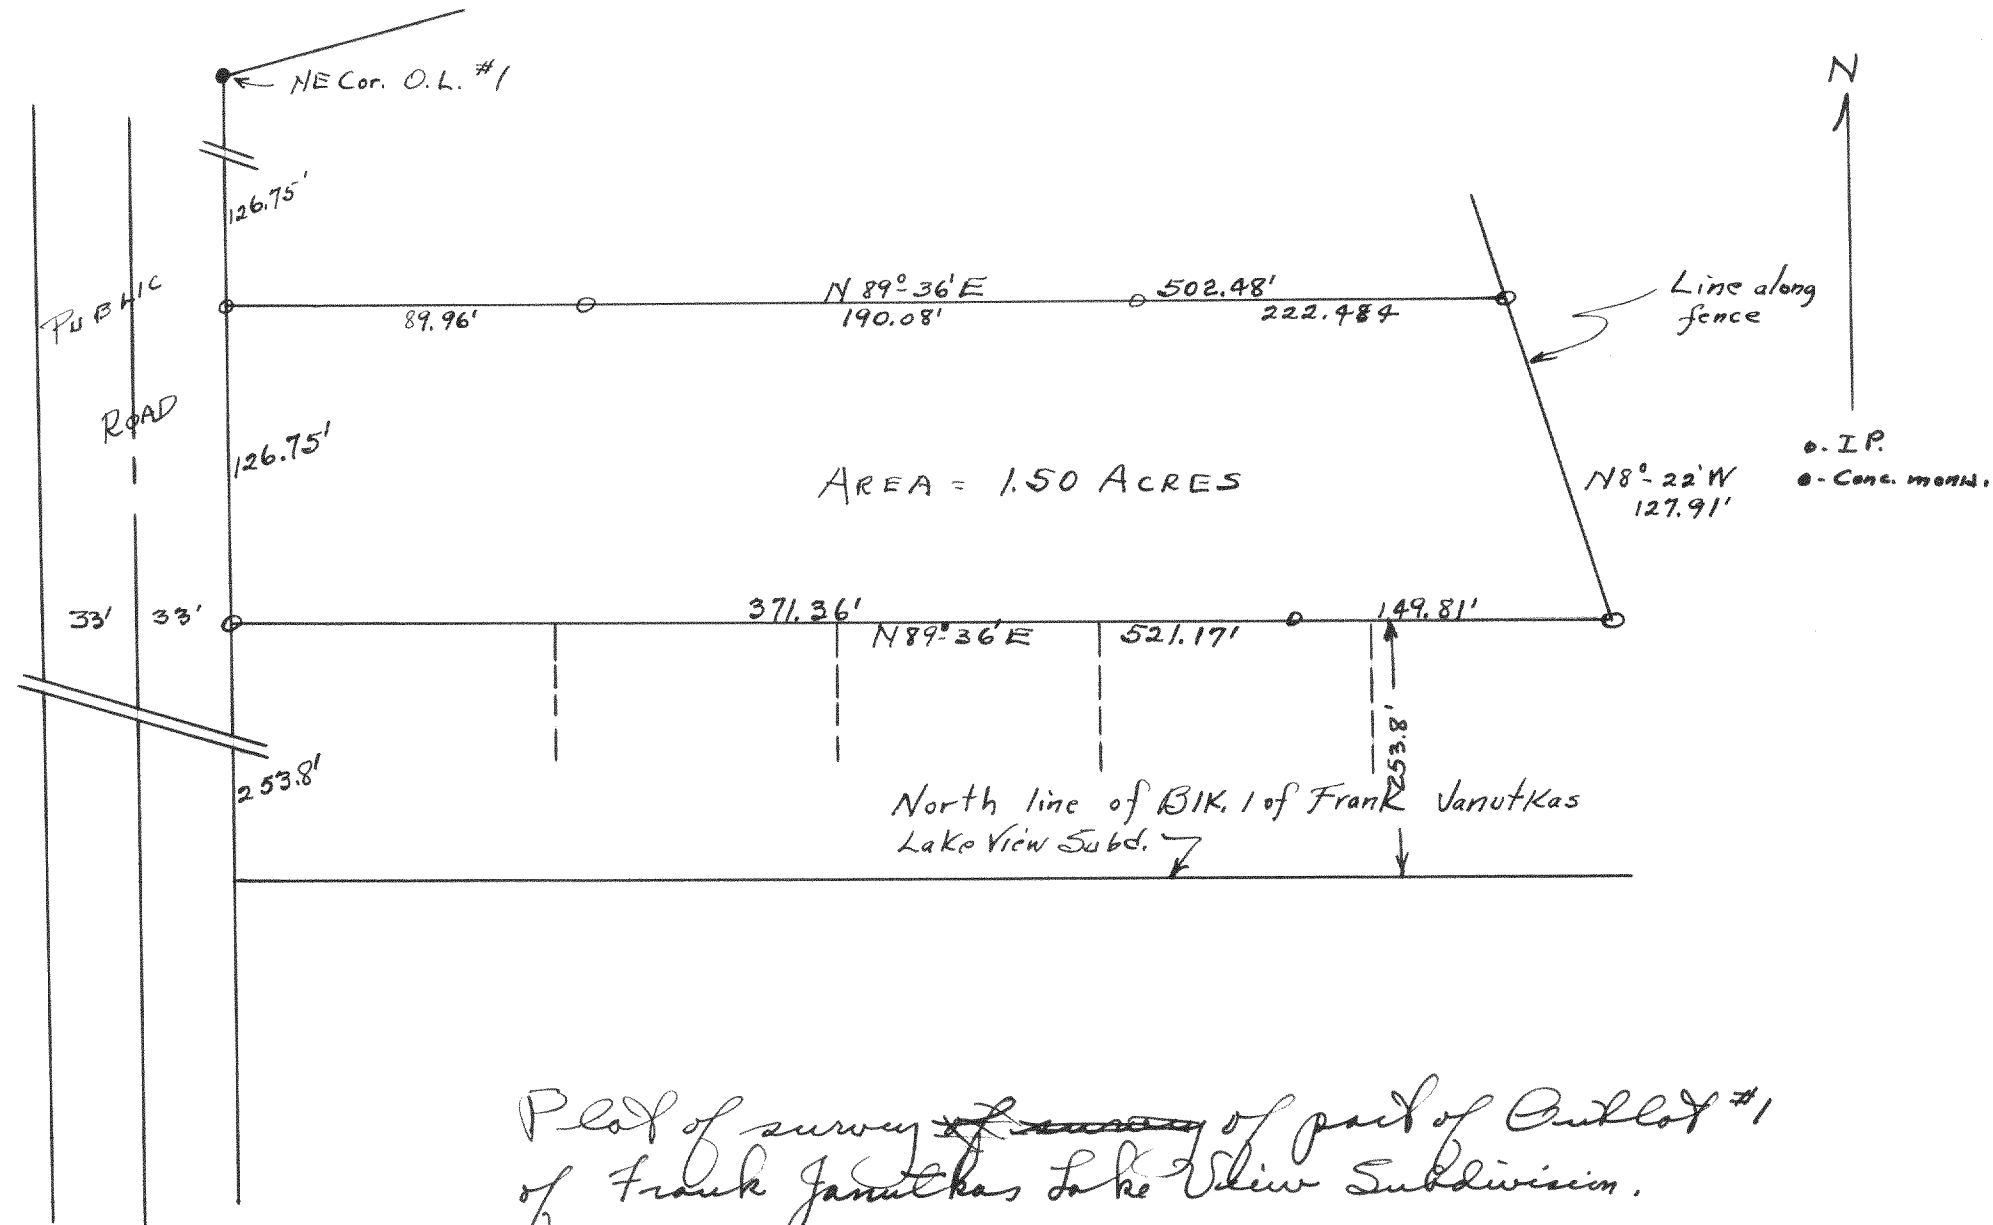 NE Cor. O.L. #1
N
126.75'
PUBLIC
ROAD
N 89°-36'E
502.48'
89.96'
190.08'
Line along
fence
126.75'
AREA = 1.50 ACRES
N8°-22'W
127.91'
- I.P.
- Conc. monu.
33' 33'
371.36'
149.81'
N89°-36'E
521.17'
253.8'
253.8'
North line of Blk. 1 of Frank Janutkas
Lake View Subd.
Plat of survey of part of Outlot #1
of Frank Janutkas Lake View Subdivision.